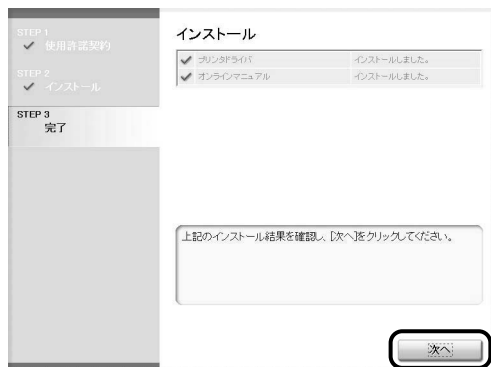 STEP 1
使用許諾契約
STEP 2
インストール
STEP 3
完了
インストール
プリンタドライバ インストールしました。
オンラインマニュアル インストールしました。
上記のインストール結果を確認し、[次へ]をクリックしてください。
次へ